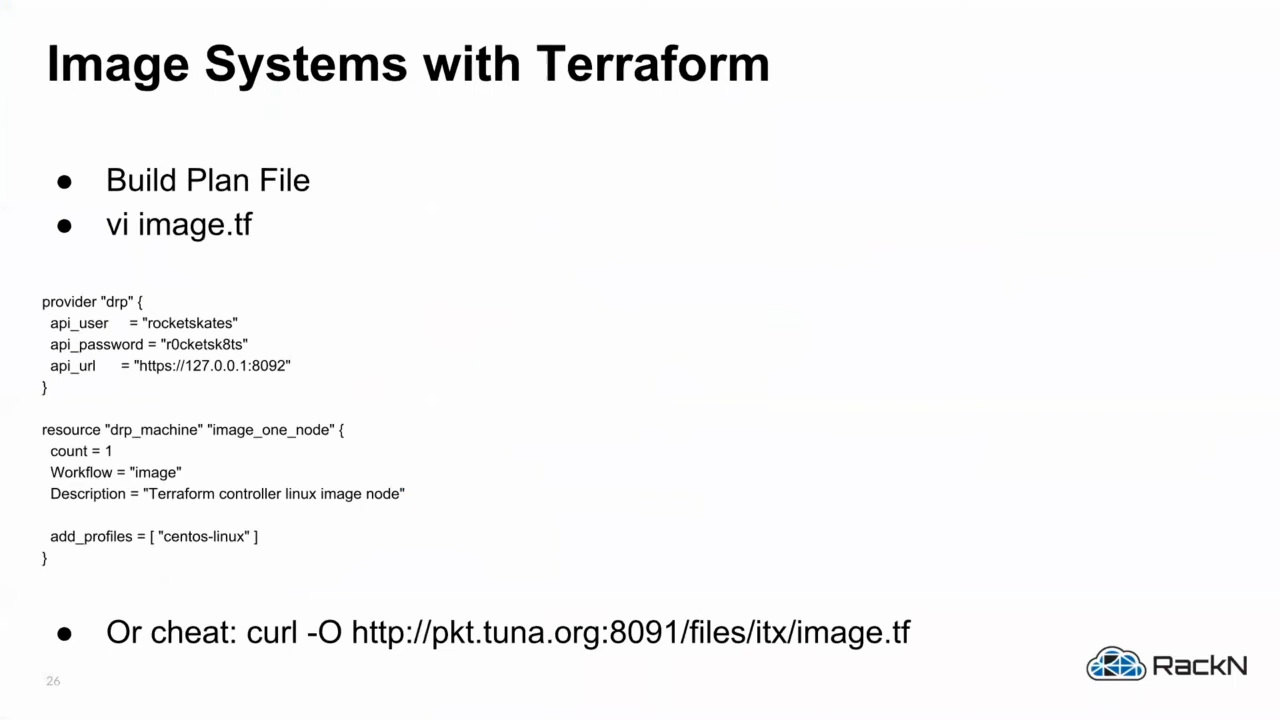 Image Systems with Terraform
● Build Plan File
● vi image.tf
provider "drp" {
  api_user     = "rocketskates"
  api_password = "r0cketsk8ts"
  api_url      = "https://127.0.0.1:8092"
}
resource "drp_machine" "image_one_node" {
  count = 1
  Workflow = "image"
  Description = "Terraform controller linux image node"
  add_profiles = [ "centos-linux" ]
}
● Or cheat: curl -O http://pkt.tuna.org:8091/files/itx/image.tf
RackN
26